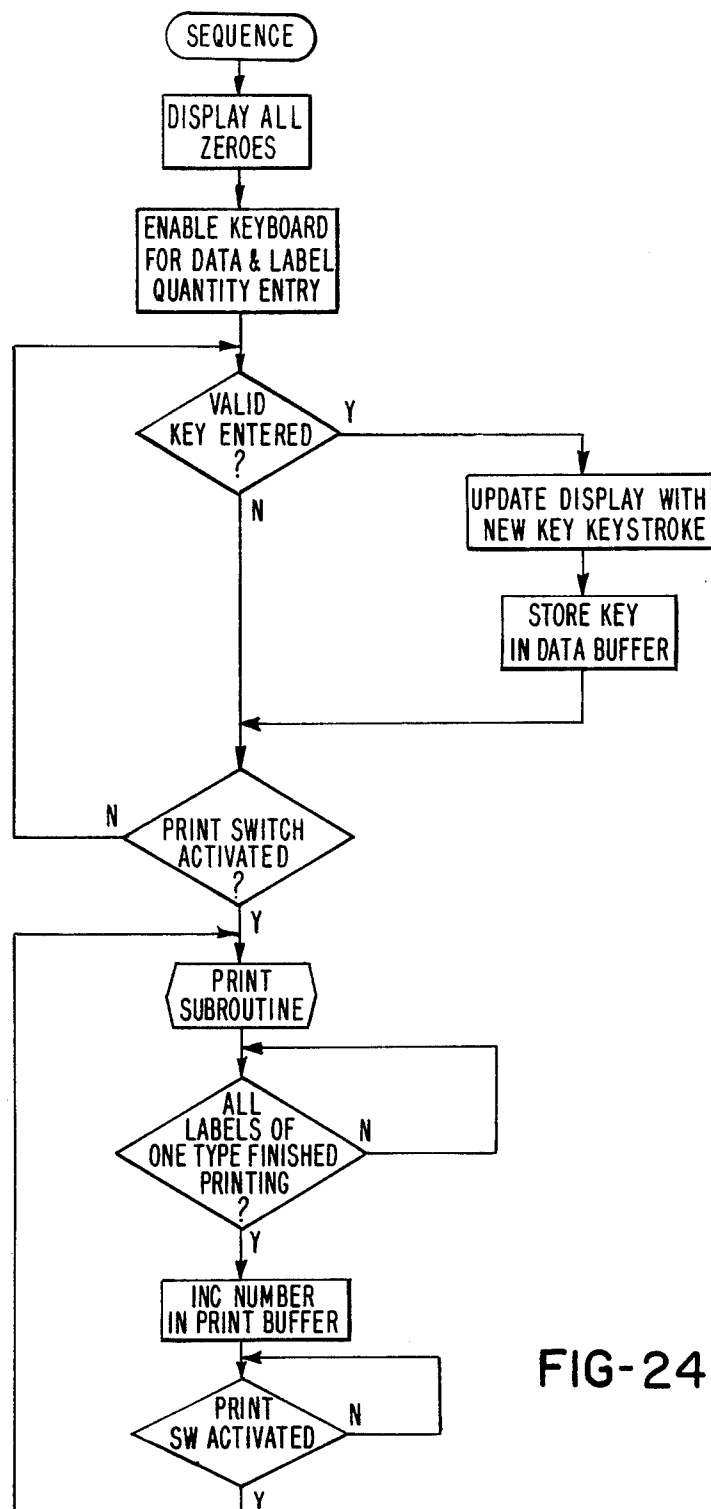 SEQUENCE
DISPLAY ALL
ZEROES
ENABLE KEYBOARD
FOR DATA & LABEL
QUANTITY ENTRY
VALID
KEY ENTERED
?
Y
N
UPDATE DISPLAY WITH
NEW KEY KEYSTROKE
STORE KEY
IN DATA BUFFER
N
PRINT SWITCH
ACTIVATED
?
Y
PRINT
SUBROUTINE
ALL
LABELS OF
ONE TYPE FINISHED
PRINTING
?
N
Y
INC NUMBER
IN PRINT BUFFER
PRINT
SW ACTIVATED
N
Y
FIG-24